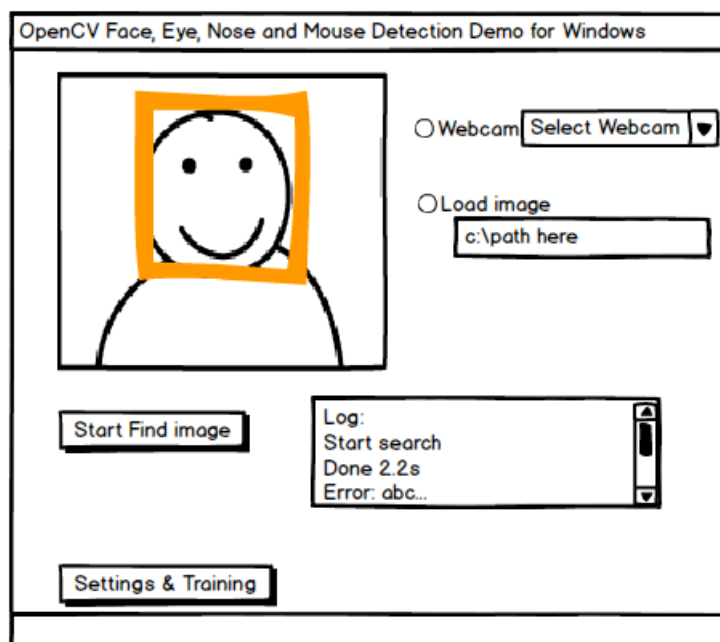 OpenCV Face, Eye, Nose and Mouse Detection Demo for Windows
Webcam Select Webcam
Load image
c:\path here
Start Find image
Log:
Start search
Done 2.2s
Error: abc...
Settings & Training